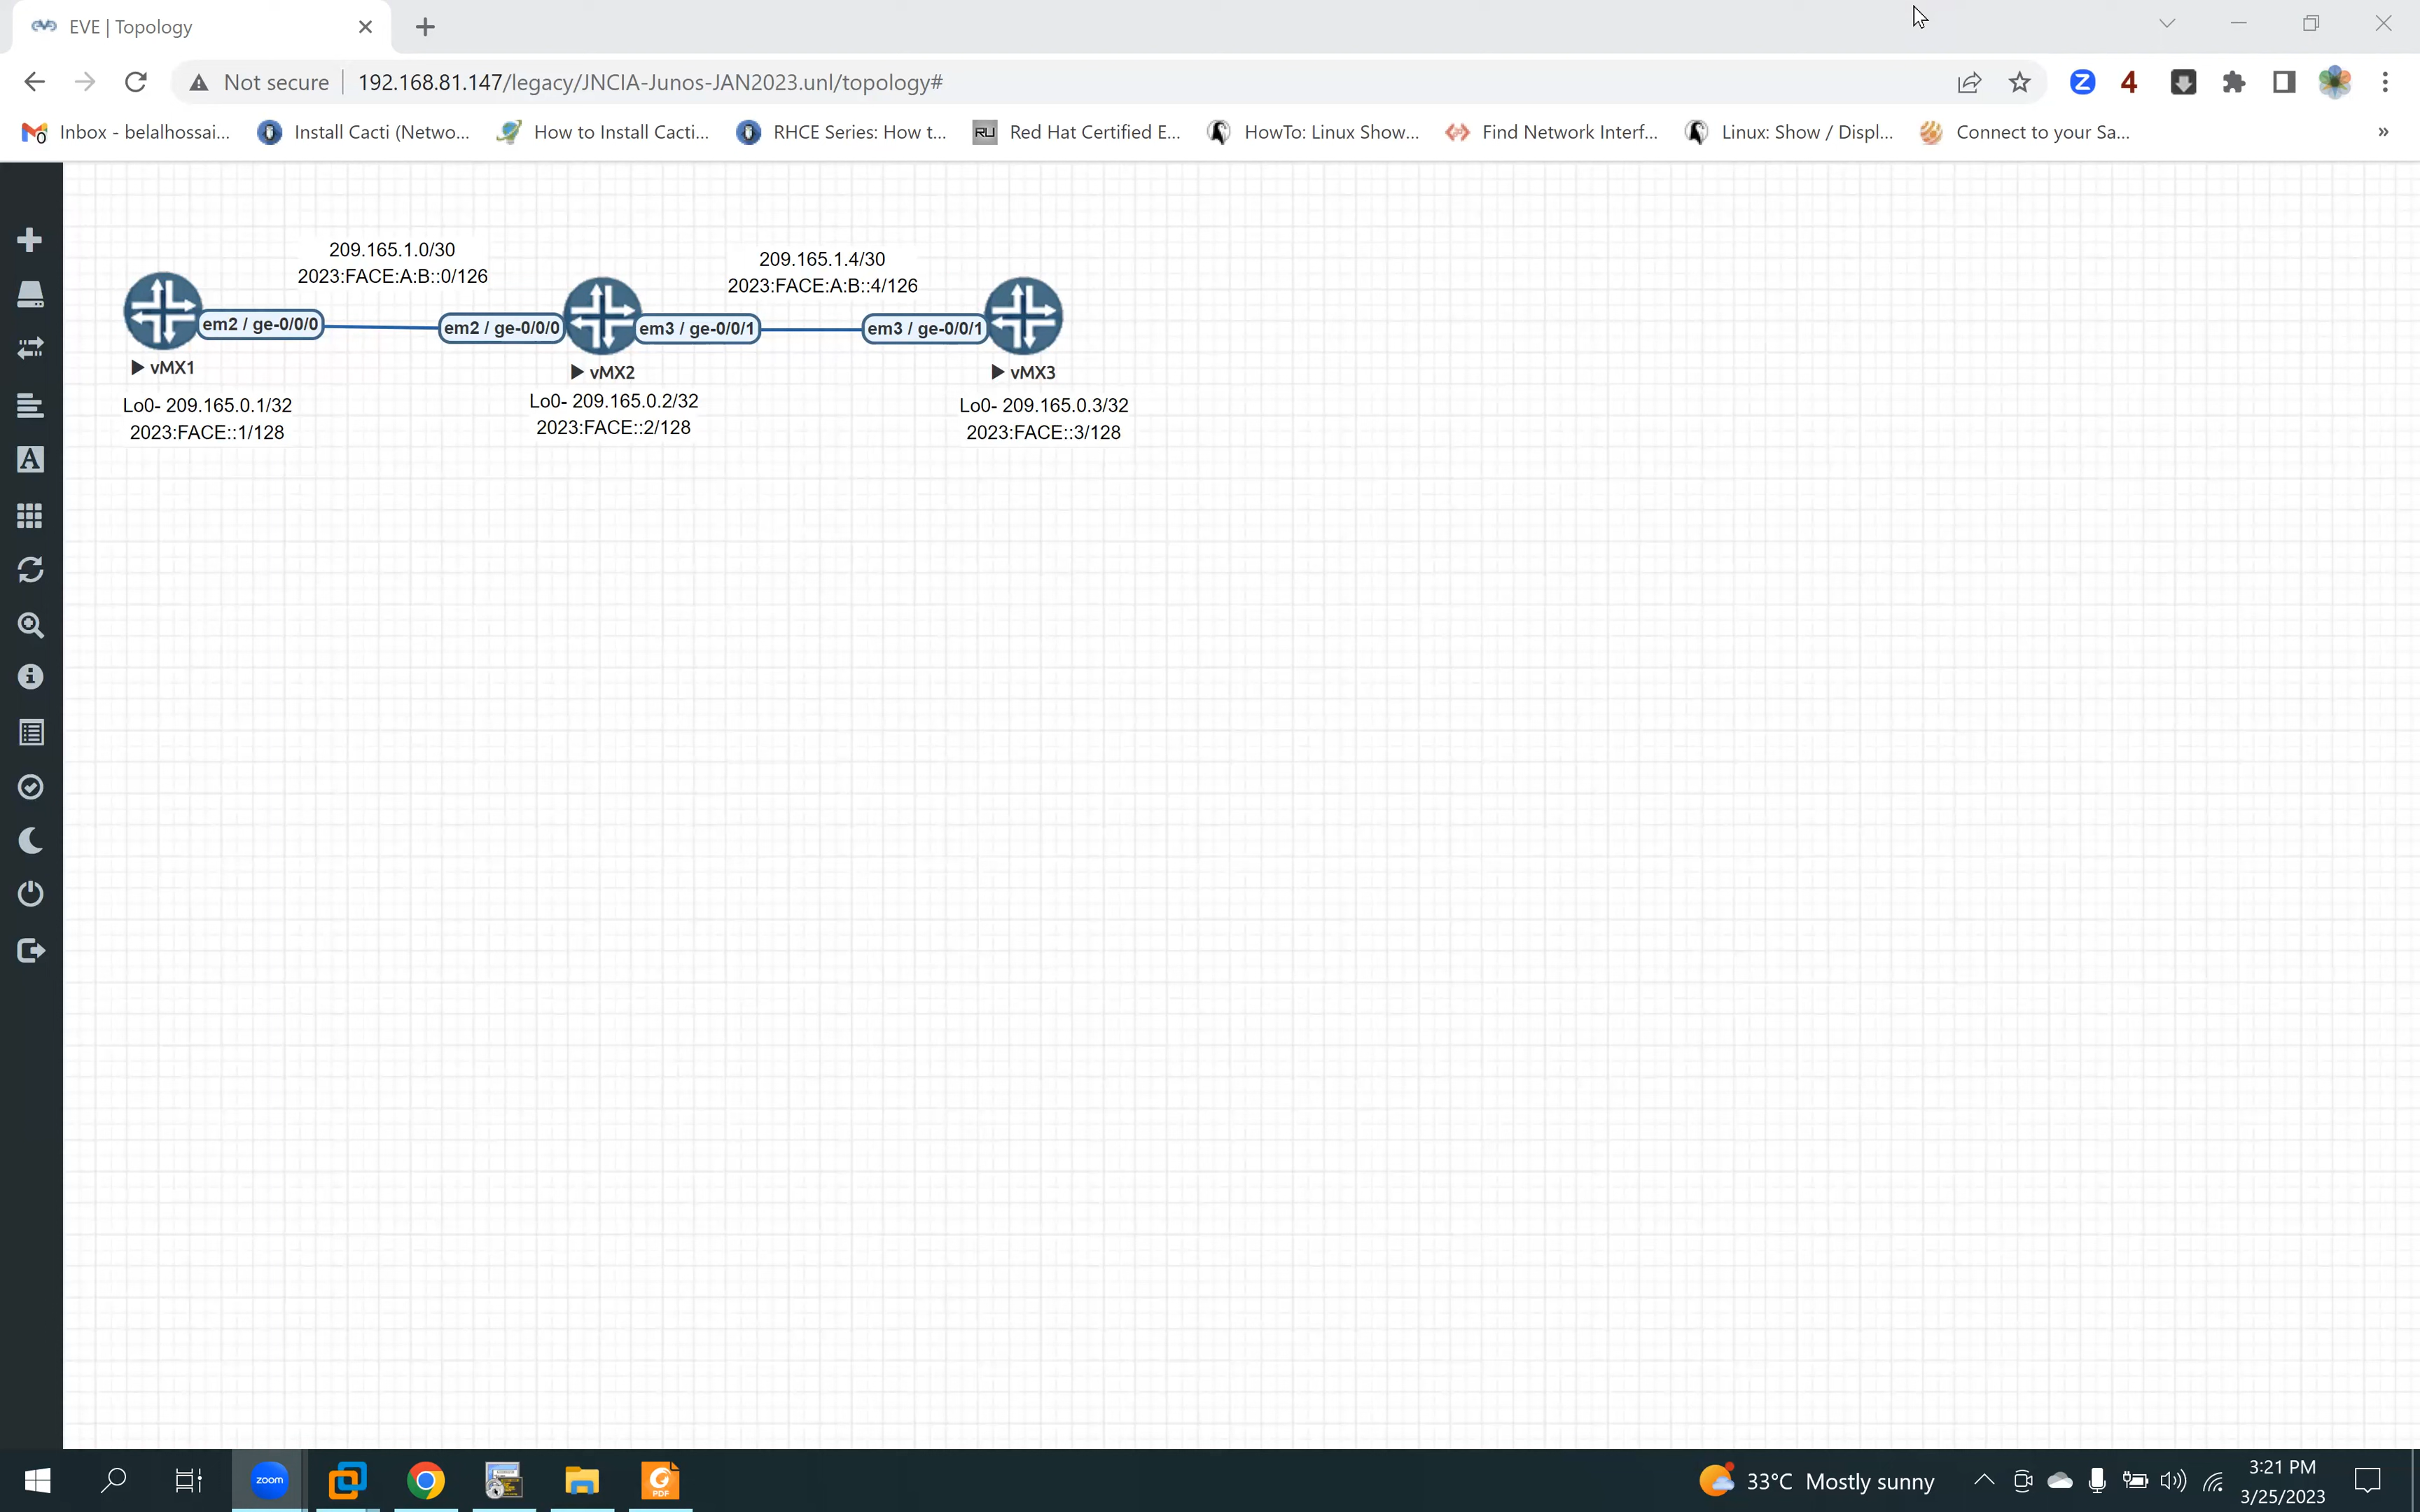 EVE | Topology
Not secure
192.168.81.147/legacy/JNCIA-Junos-JAN2023.unl/topology#
Z
4
Inbox - belalhossai...
Install Cacti (Netwo...
How to Install Cacti...
RHCE Series: How t...
RU
Red Hat Certified E...
HowTo: Linux Show...
Find Network Interf...
Linux: Show / Displ...
Connect to your Sa...
»
209.165.1.0/30
2023:FACE:A:B::0/126
209.165.1.4/30
2023:FACE:A:B::4/126
em2 / ge-0/0/0
em2 / ge-0/0/0
em3 / ge-0/0/1
em3 / ge-0/0/1
vMX1
vMX2
vMX3
Lo0- 209.165.0.1/32
2023:FACE::1/128
Lo0- 209.165.0.2/32
2023:FACE::2/128
Lo0- 209.165.0.3/32
2023:FACE::3/128
zoom
PDF
33°C Mostly sunny
3:21 PM
3/25/2023